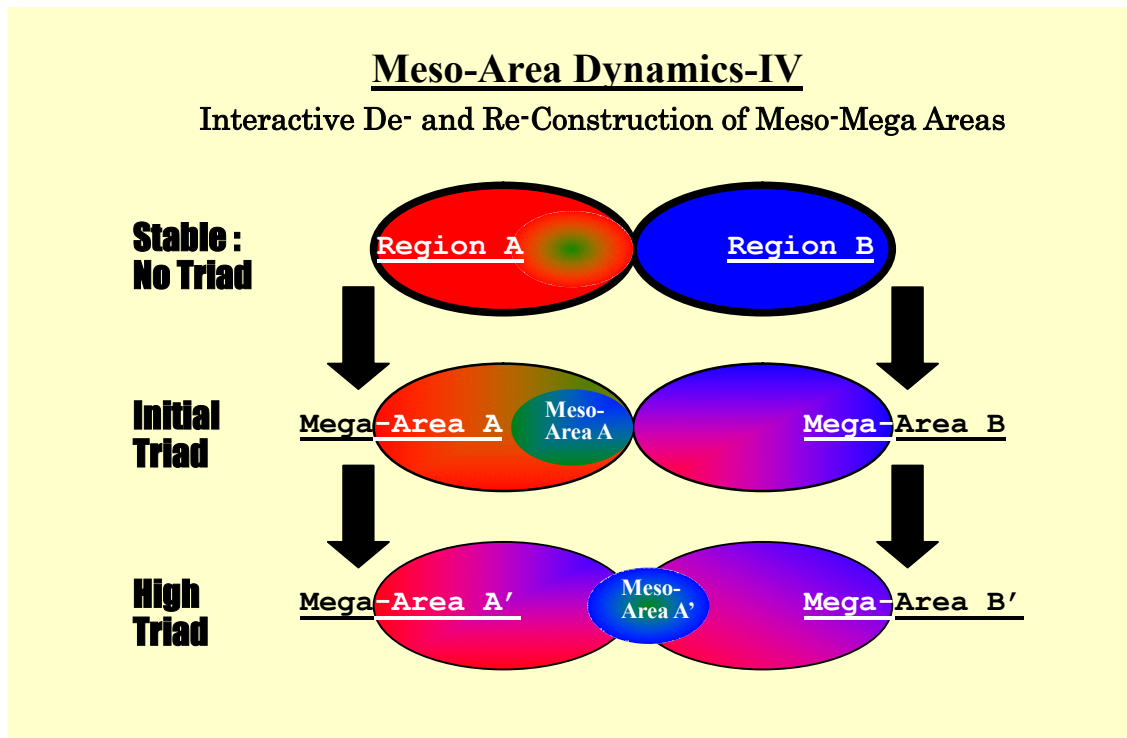 Meso-Area Dynamics-IV
Interactive De- and Re-Construction of Meso-Mega Areas
Stable :
No Triad
Region A
Region B
Initial
Triad
Mega-Area A
Meso-
Area A
Mega-Area B
High
Triad
Mega-Area A’
Meso-
Area A’
Mega-Area B’